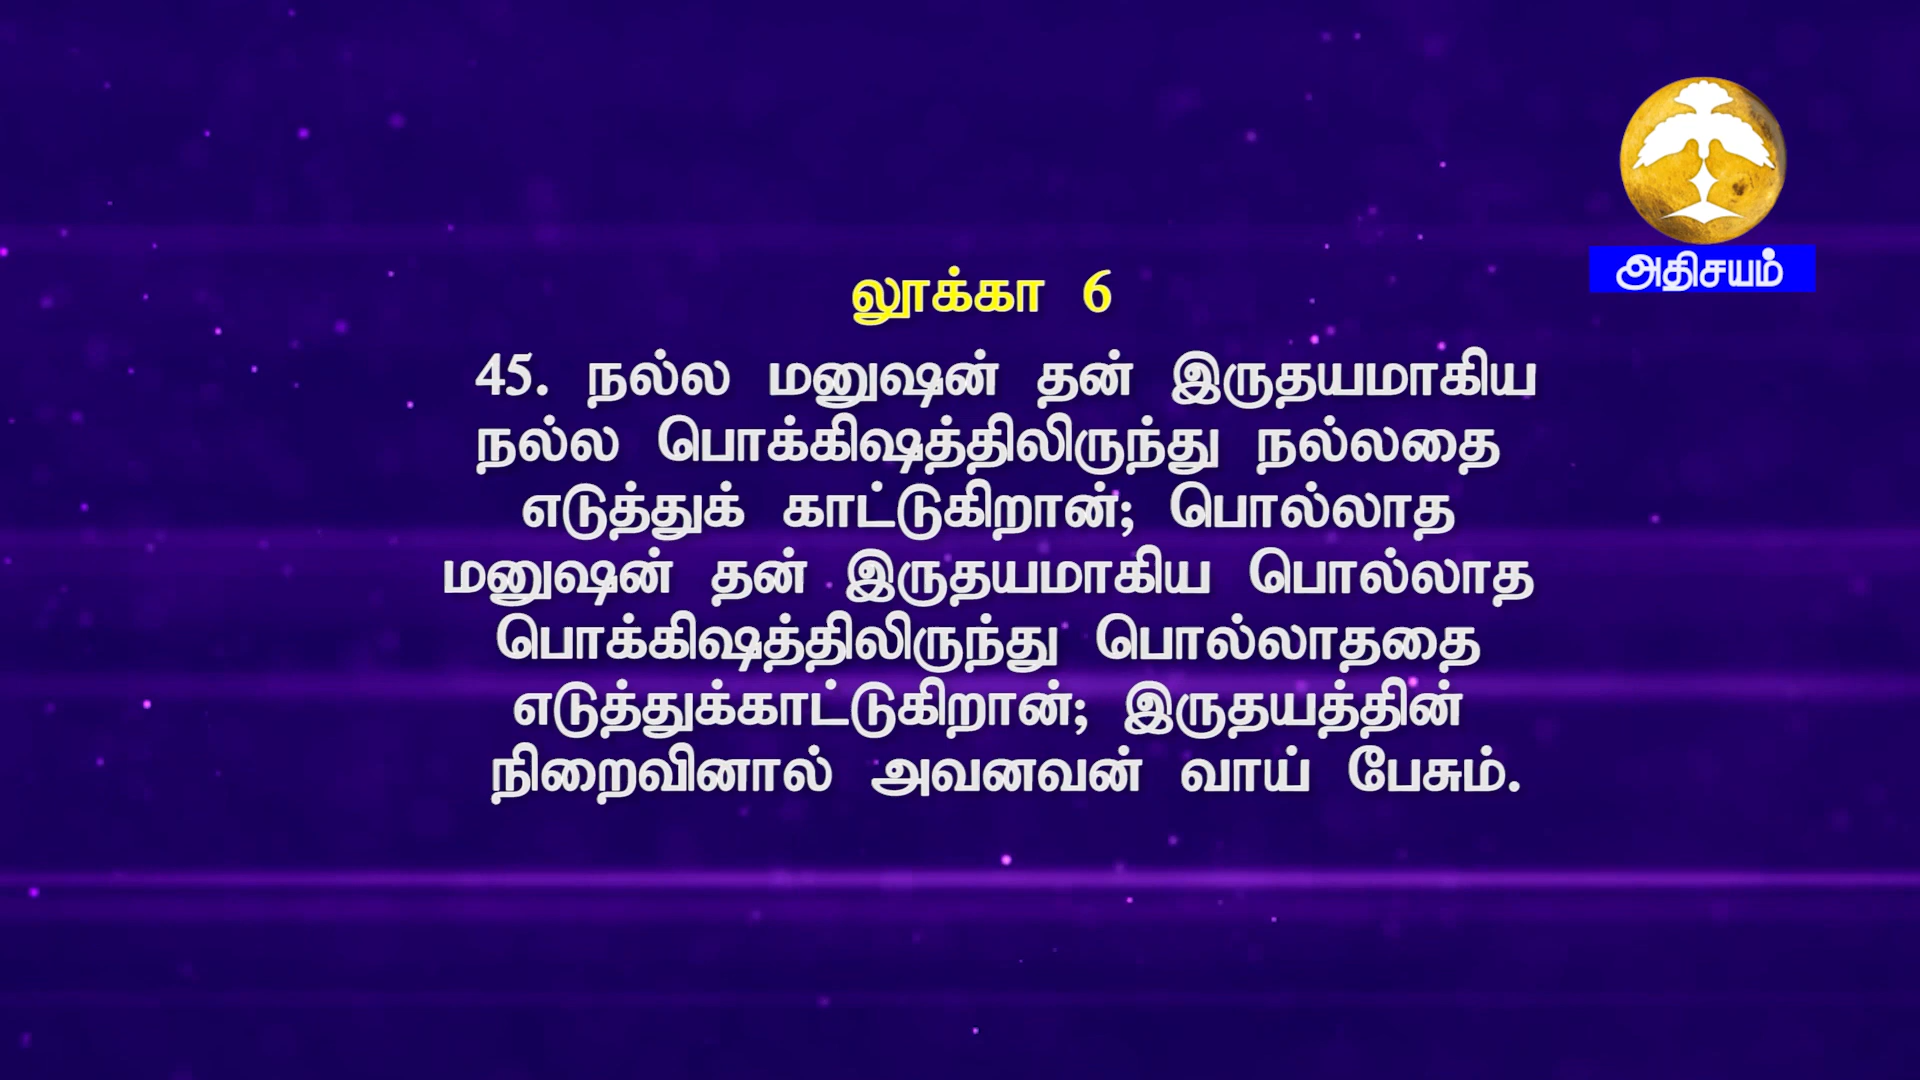 அதிசயம்
லூக்கா 6
45. நல்ல மனுஷன் தன் இருதயமாகிய
நல்ல பொக்கிஷத்திலிருந்து நல்லதை
எடுத்துக் காட்டுகிறான்; பொல்லாத
மனுஷன் தன் இருதயமாகிய பொல்லாத
பொக்கிஷத்திலிருந்து பொல்லாததை
எடுத்துக்காட்டுகிறான்; இருதயத்தின்
நிறைவினால் அவனவன் வாய் பேசும்.